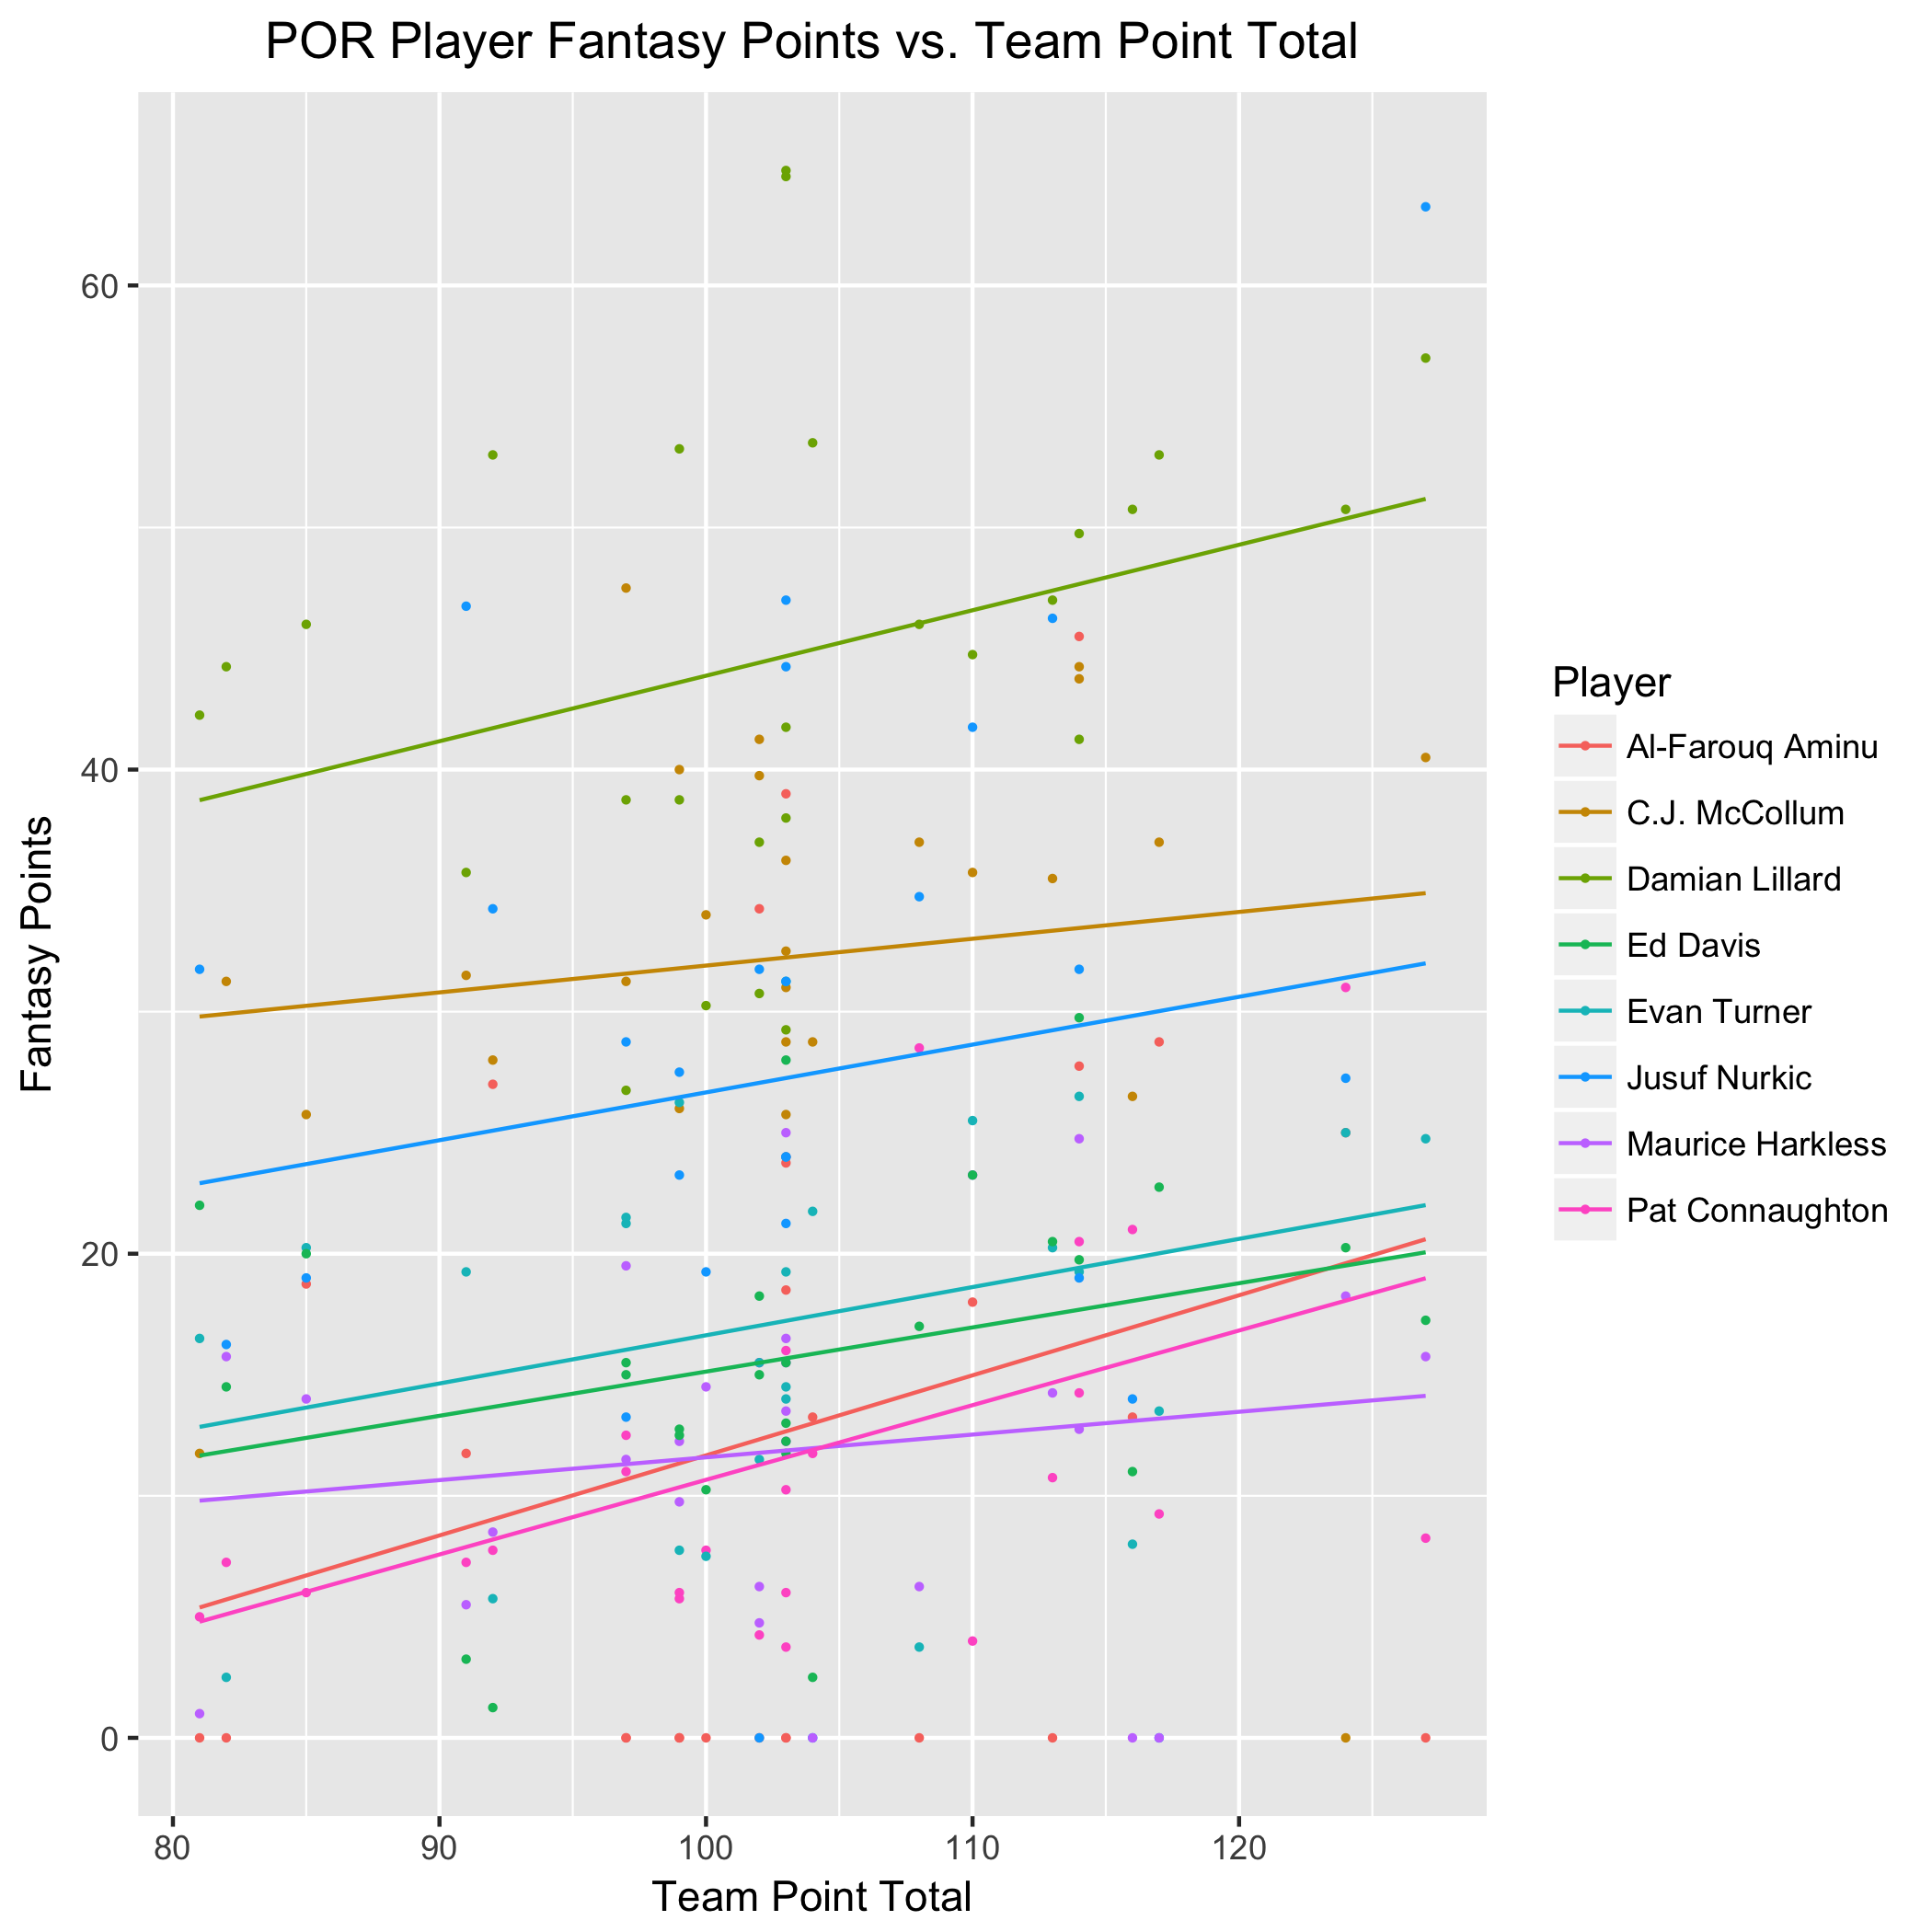 POR Player Fantasy Points vs. Team Point Total
60
40
20
0
Fantasy Points
80 90 100 110 120
Team Point Total
Player
Al-Farouq Aminu
C.J. McCollum
Damian Lillard
Ed Davis
Evan Turner
Jusuf Nurkic
Maurice Harkless
Pat Connaughton